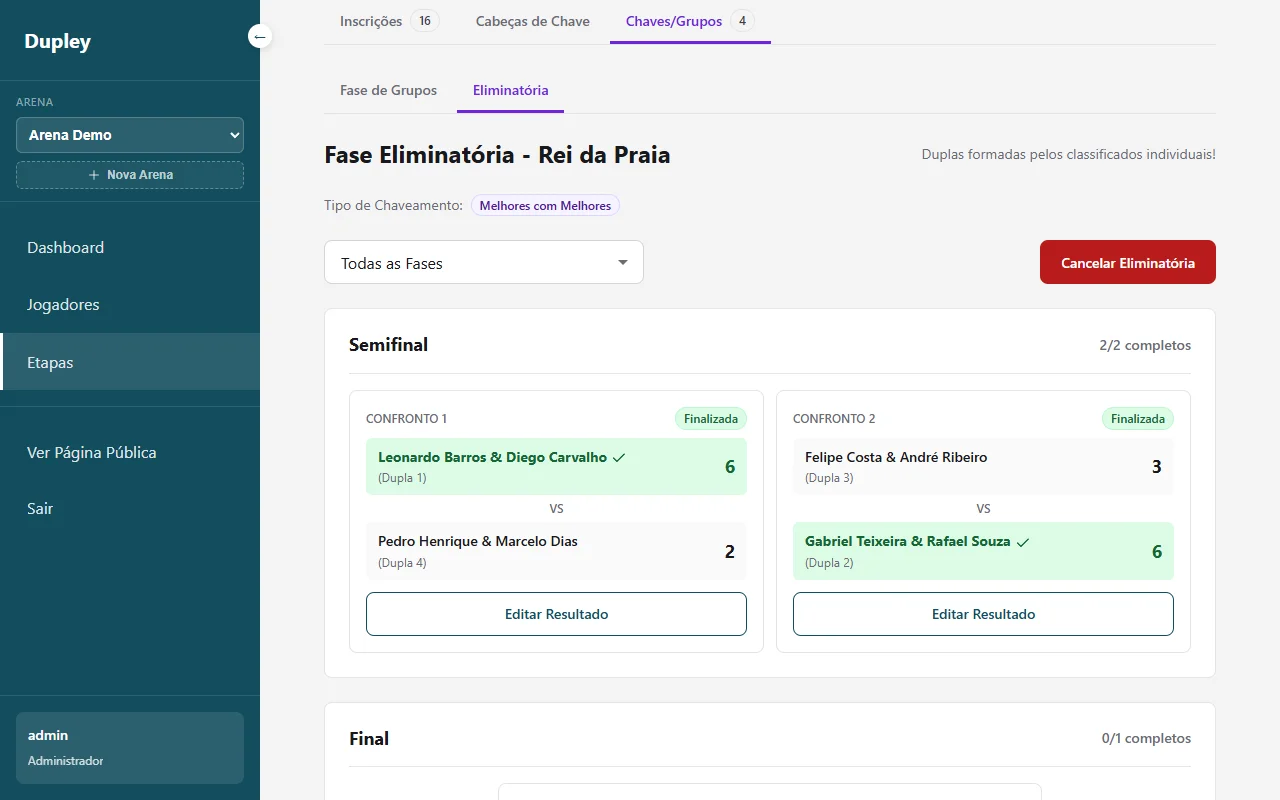 Dupley
←
ARENA
Arena Demo
+ Nova Arena
Dashboard
Jogadores
Etapas
Ver Página Pública
Sair
admin
Administrador
Inscrições 16
Cabeças de Chave
Chaves/Grupos 4
Fase de Grupos
Eliminatória
Fase Eliminatória - Rei da Praia
Duplas formadas pelos classificados individuais!
Tipo de Chaveamento: Melhores com Melhores
Todas as Fases
Cancelar Eliminatória
Semifinal
2/2 completos
CONFRONTO 1
Finalizada
Leonardo Barros & Diego Carvalho ✓
(Dupla 1)
6
VS
Pedro Henrique & Marcelo Dias
(Dupla 4)
2
Editar Resultado
CONFRONTO 2
Finalizada
Felipe Costa & André Ribeiro
(Dupla 3)
3
VS
Gabriel Teixeira & Rafael Souza ✓
(Dupla 2)
6
Editar Resultado
Final
0/1 completos